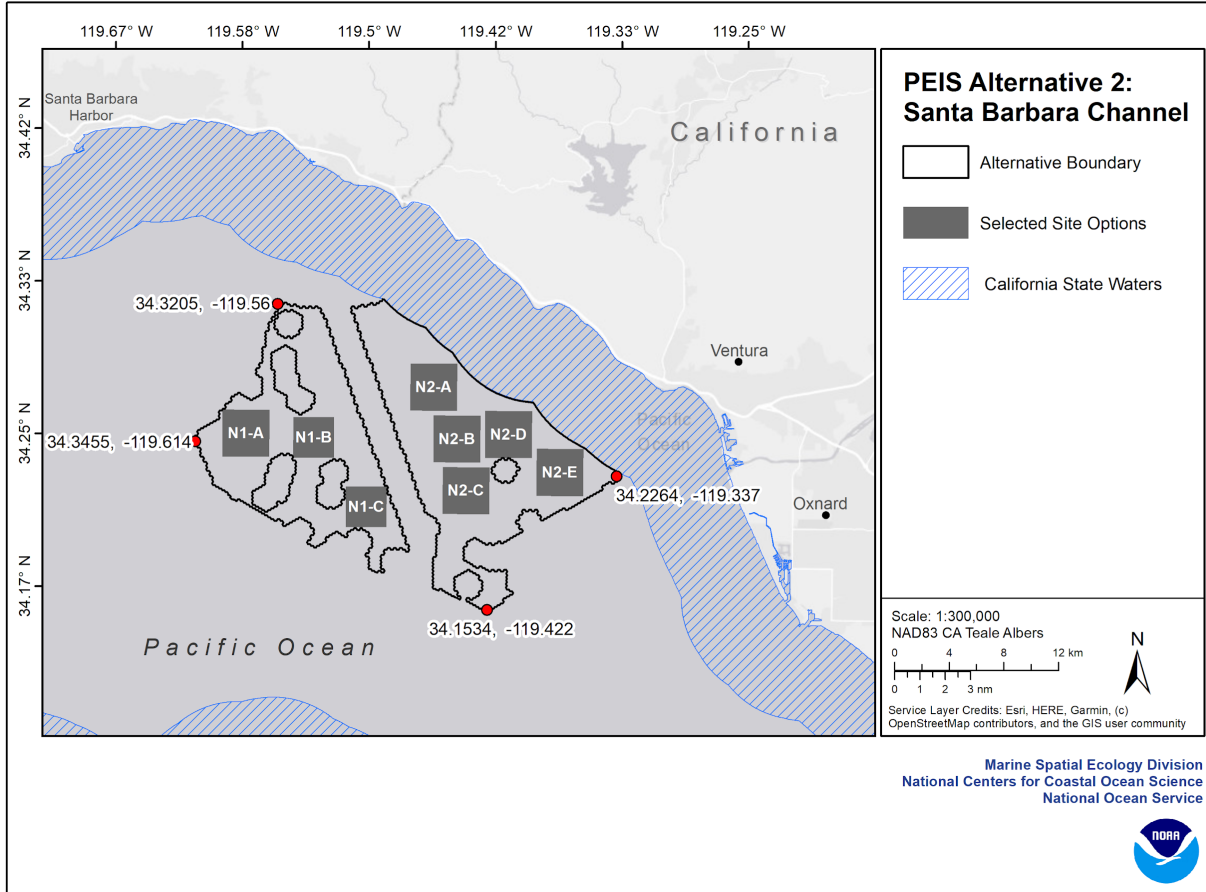 119.67° W
119.58° W
119.5° W
119.42° W
119.33° W
119.25° W
34.42° N
34.33° N
34.25° N
34.17° N
Santa Barbara
Harbor
California
34.3205, -119.56
Ventura
N2-A
34.3455, -119.614
N1-A
N1-B
N2-B
N2-D
Pacific
Ocean
N2-E
N2-C
N1-C
34.2264, -119.337
Oxnard
34.1534, -119.422
Pacific Ocean
PEIS Alternative 2:
Santa Barbara Channel
Alternative Boundary
Selected Site Options
California State Waters
Scale: 1:300,000
NAD83 CA Teale Albers
0 4 8 12 km
0 1 2 3 nm
N
Service Layer Credits: Esri, HERE, Garmin, (c)
OpenStreetMap contributors, and the GIS user community
Marine Spatial Ecology Division
National Centers for Coastal Ocean Science
National Ocean Service
NOAA